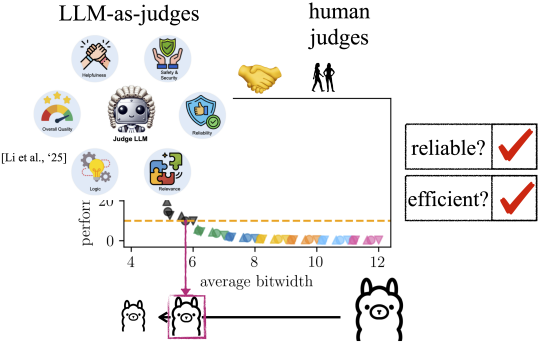 LLM-as-judges
human
judges
Helpfulness
Safety &
Security
Overall Quality
Judge LLM
Reliability
[Li et al., ‘25]
Logic
Relevance
reliable?
efficient?
20
0
4 6 8 10 12
average bitwidth